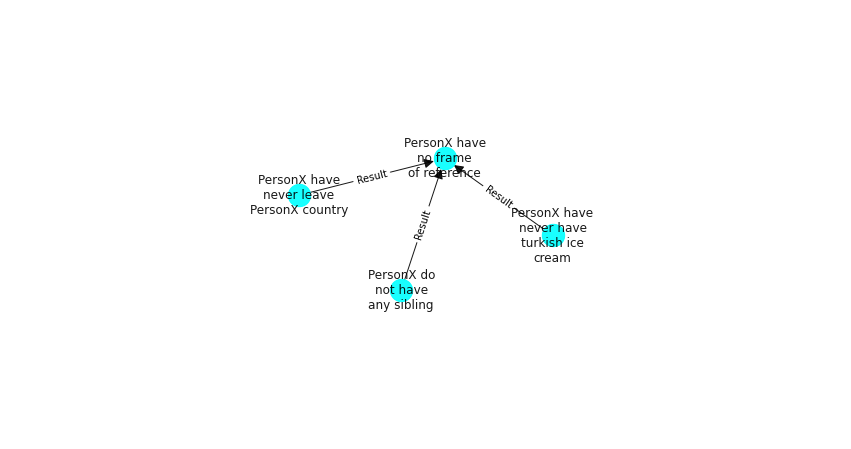 PersonX have
no frame
of reference
Result
PersonX have
never leave
PersonX country
Result
PersonX have
never have
turkish ice
cream
Result
PersonX do
not have
any sibling